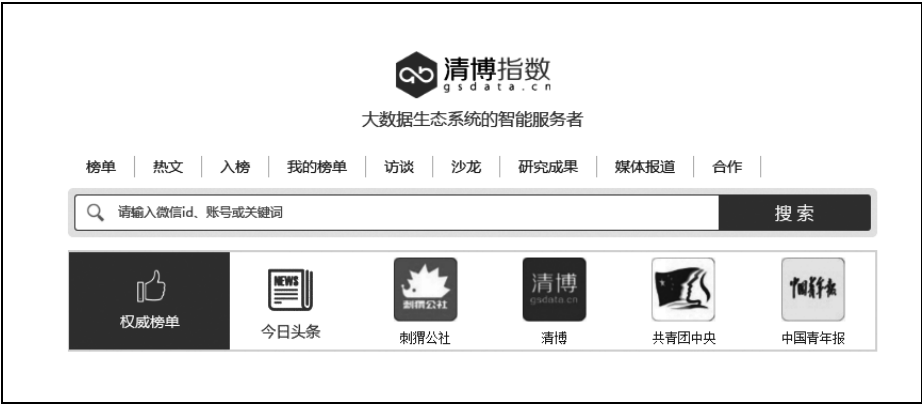 清博指数
gsdata.cn
大数据生态系统的智能服务者
榜单 热文 入榜 我的榜单 访谈 沙龙 研究成果 媒体报道 合作
请输入微信id、账号或关键词 搜索
NEWS 刺猬公社 清博 gsdata.cn 中国青年报
权威榜单 今日头条 刺猬公社 清博 共青团中央 中国青年报